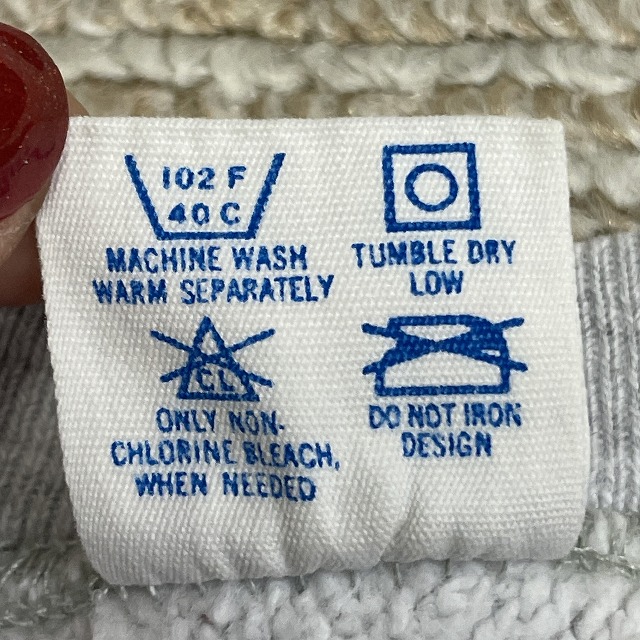 102 F
40 C
MACHINE WASH
WARM SEPARATELY
TUMBLE DRY
LOW
CL
ONLY NON-
CHLORINE BLEACH,
WHEN NEEDED
DO NOT IRON
DESIGN